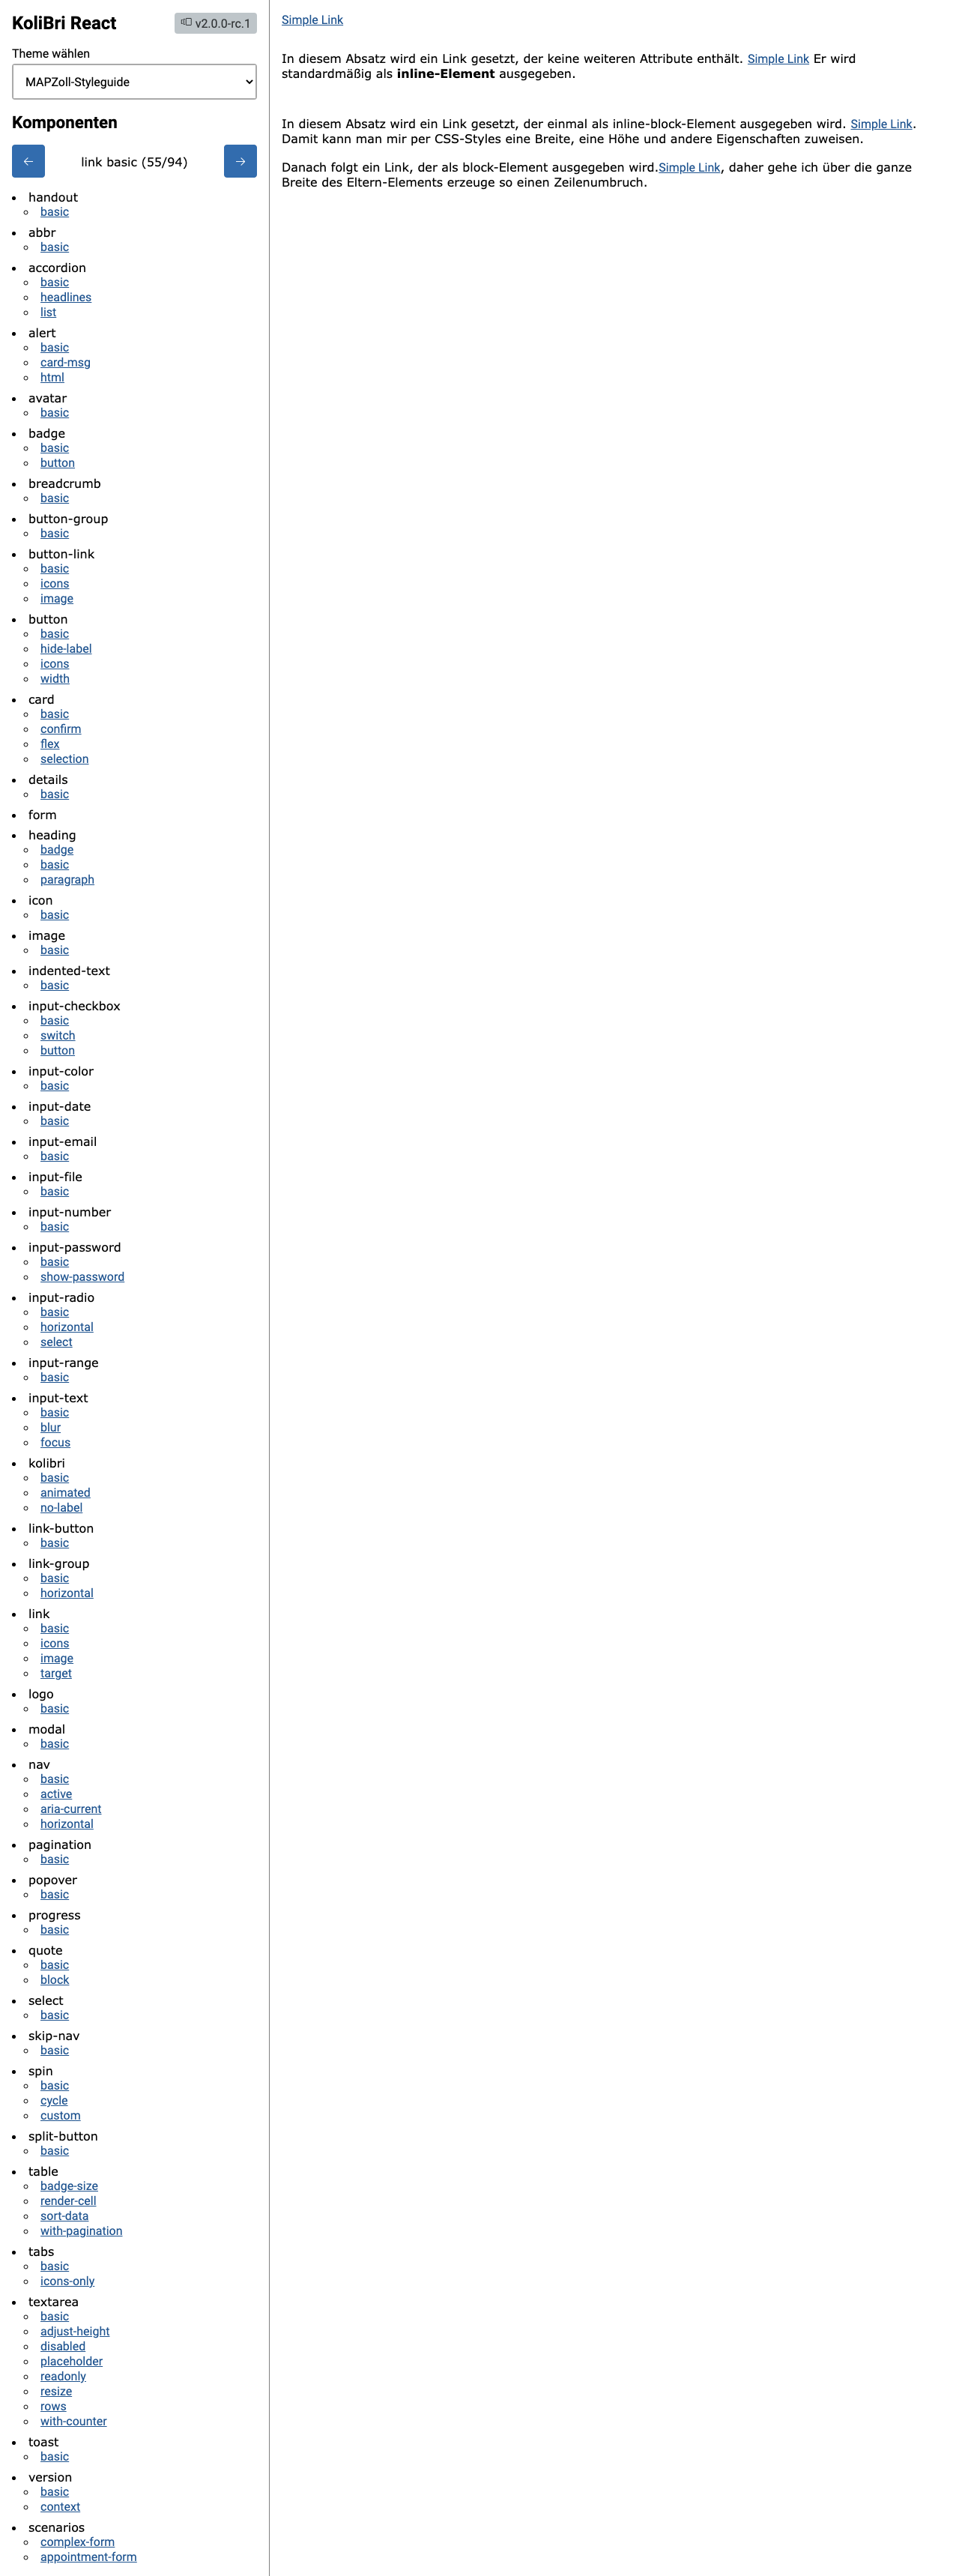 KoliBri React
v2.0.0-rc.1
Theme wählen
MAPZoll-Styleguide
Komponenten
link basic (55/94)
handout
basic
abbr
basic
accordion
basic
headlines
list
alert
basic
card-msg
html
avatar
basic
badge
basic
button
breadcrumb
basic
button-group
basic
button-link
basic
icons
image
button
basic
hide-label
icons
width
card
basic
confirm
flex
selection
details
basic
form
heading
badge
basic
paragraph
icon
basic
image
basic
indented-text
basic
input-checkbox
basic
switch
button
input-color
basic
input-date
basic
input-email
basic
input-file
basic
input-number
basic
input-password
basic
show-password
input-radio
basic
horizontal
select
input-range
basic
input-text
basic
blur
focus
kolibri
basic
animated
no-label
link-button
basic
link-group
basic
horizontal
link
basic
icons
image
target
logo
basic
modal
basic
nav
basic
active
aria-current
horizontal
pagination
basic
popover
basic
progress
basic
quote
basic
block
select
basic
skip-nav
basic
spin
basic
cycle
custom
split-button
basic
table
badge-size
render-cell
sort-data
with-pagination
tabs
basic
icons-only
textarea
basic
adjust-height
disabled
placeholder
readonly
resize
rows
with-counter
toast
basic
version
basic
context
scenarios
complex-form
appointment-form
Simple Link
In diesem Absatz wird ein Link gesetzt, der keine weiteren Attribute enthält. Simple Link Er wird
standardmäßig als inline-Element ausgegeben.
In diesem Absatz wird ein Link gesetzt, der einmal als inline-block-Element ausgegeben wird. Simple Link.
Damit kann man mir per CSS-Styles eine Breite, eine Höhe und andere Eigenschaften zuweisen.
Danach folgt ein Link, der als block-Element ausgegeben wird.Simple Link, daher gehe ich über die ganze
Breite des Eltern-Elements erzeuge so einen Zeilenumbruch.